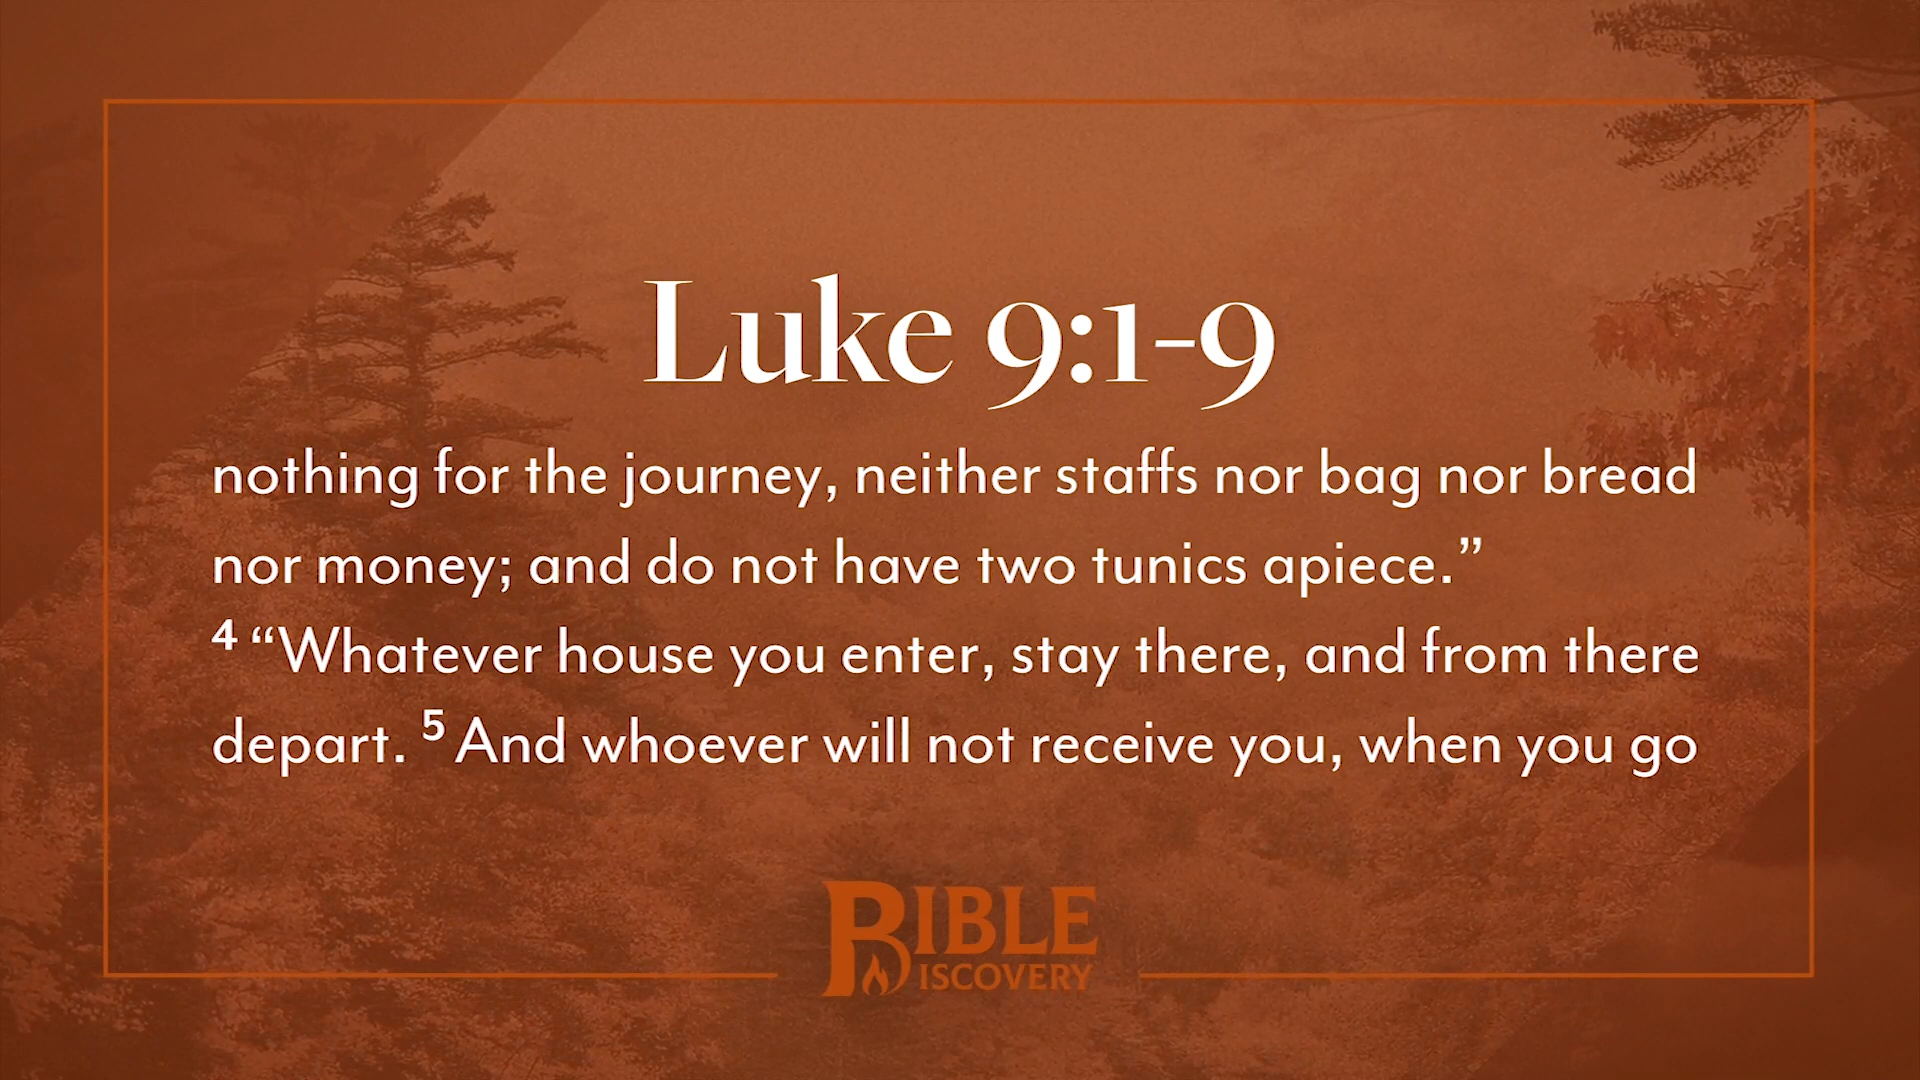 Luke 9:1-9
nothing for the journey, neither staffs nor bag nor bread
nor money; and do not have two tunics apiece.”
4 “Whatever house you enter, stay there, and from there
depart. 5 And whoever will not receive you, when you go
BIBLE
DISCOVERY